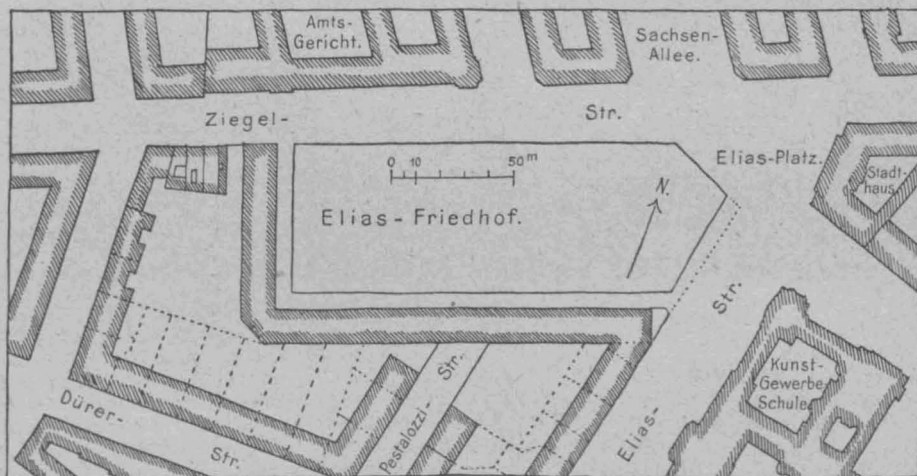 Amts-
Gericht.
Sachsen-
Allee.
Ziegel-
Str.
Elias-Platz.
Stadt-
haus
0 10 50 m
Elias-Friedhof.
N.
Str.
Kunst-
Gewerbe
Schule
Dürer-
Str.
Pestalozzi
Str.
Elias-